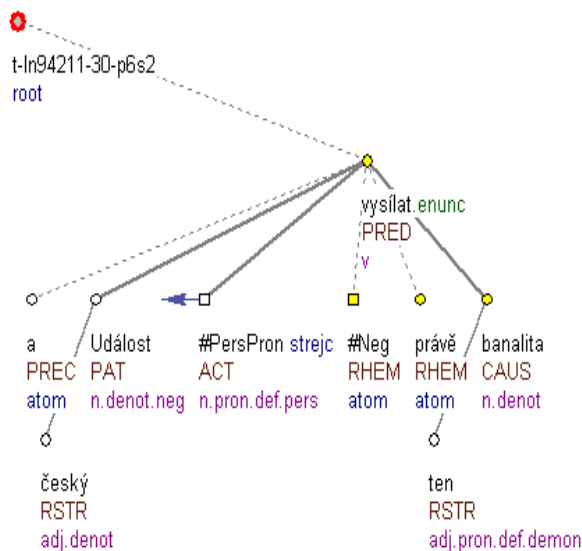 t-ln94211-30-p6s2
root
vysílat.enunc
PRED
v
a
PREC
atom
Událost
PAT
n.denot.neg
#PersPron strejc
ACT
n.pron.def.pers
#Neg
RHEM
atom
právě
RHEM
atom
banalita
CAUS
n.denot
český
RSTR
adj.denot
ten
RSTR
adj.pron.def.demon